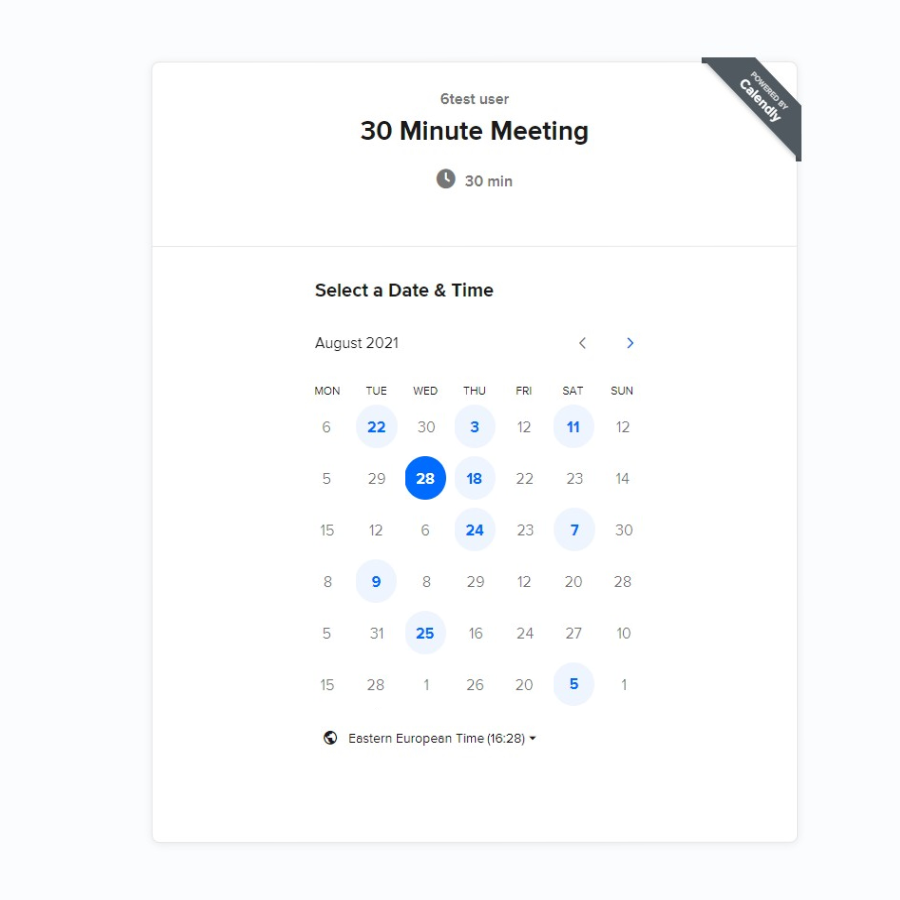 POWERED BY
Calendly
6test user
30 Minute Meeting
30 min
Select a Date & Time
August 2021
MON TUE WED THU FRI SAT SUN
6 22 30 3 12 11 12
5 29 28 18 22 23 14
15 12 6 24 23 7 30
8 9 8 29 12 20 28
5 31 25 16 24 27 10
15 28 1 26 20 5 1
Eastern European Time (16:28)